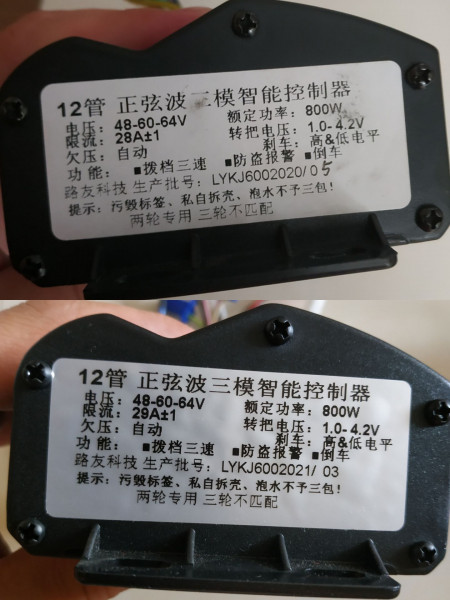 12管 正弦波三模智能控制器
电压: 48-60-64V 额定功率: 800W
限流: 28A±1 转把电压: 1.0- 4.2V
欠压: 自动 刹车: 高&低电平
功能: ■拨档三速 ■防盗报警 ■倒车
路友科技 生产批号: LYKJ6002020/05
提示: 污毁标签、私自拆壳、泡水不予三包!
两轮专用 三轮不匹配
12管 正弦波三模智能控制器
电压: 48-60-64V 额定功率: 800W
限流: 29A±1 转把电压: 1.0- 4.2V
欠压: 自动 刹车: 高&低电平
功能: ■拨档三速 ■防盗报警 ■倒车
路友科技 生产批号: LYKJ6002021/ 03
提示: 污毁标签、私自拆壳、泡水不予三包!
两轮专用 三轮不匹配